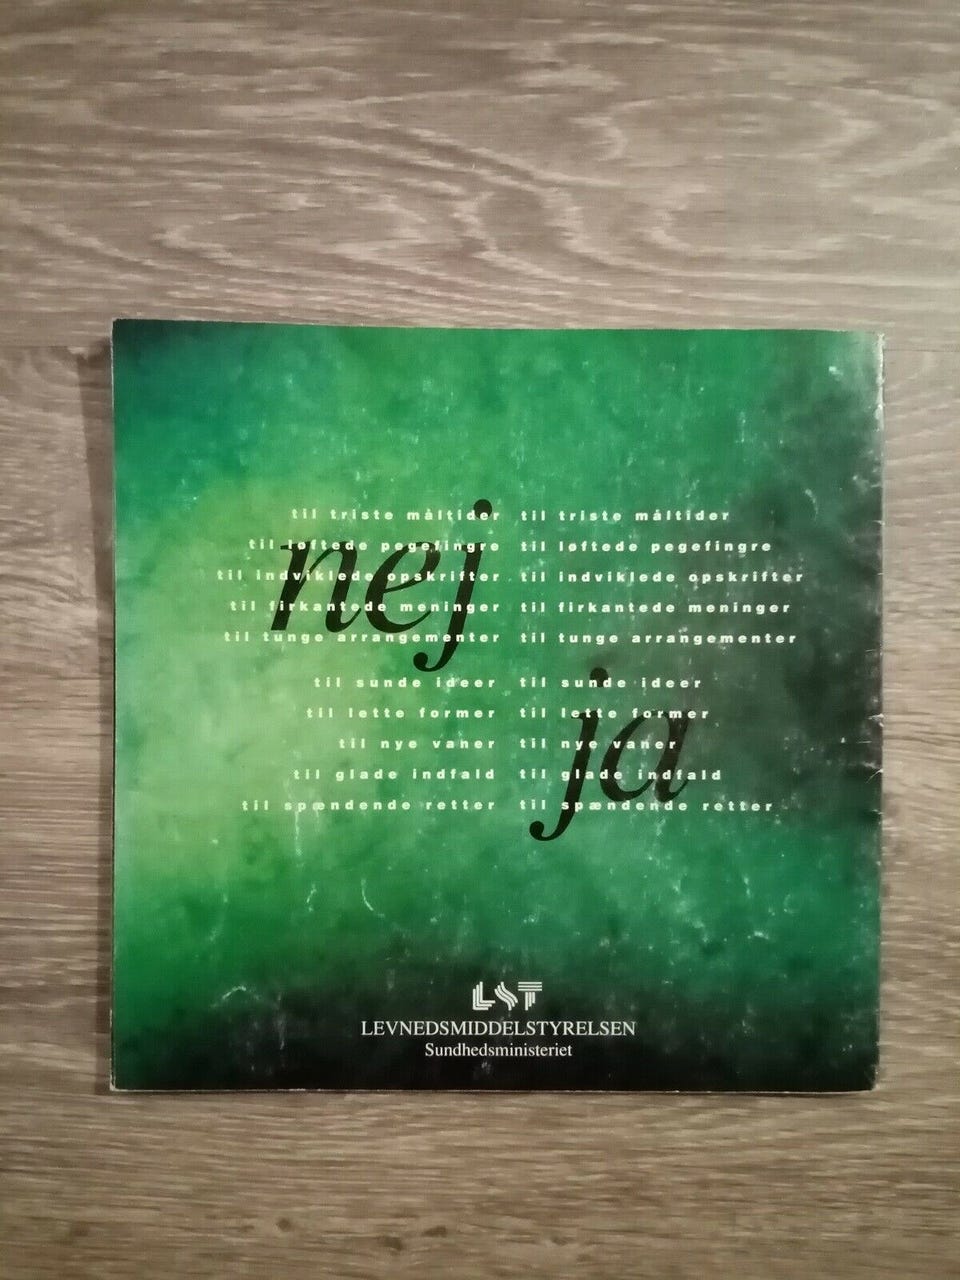 nej
til triste måltider til triste måltider
til løftede pegefingre til løftede pegefingre
til indviklede opskrifter til indviklede opskrifter
til firkantede meninger til firkantede meninger
til tunge arrangementer til tunge arrangementer
ja
til sunde ideer til sunde ideer
til lette former til lette former
til nye vaner til nye vaner
til glade indfald til glade indfald
til spændende retter til spændende retter
LST
LEVNEDSMIDDELSTYRELSEN
Sundhedsministeriet